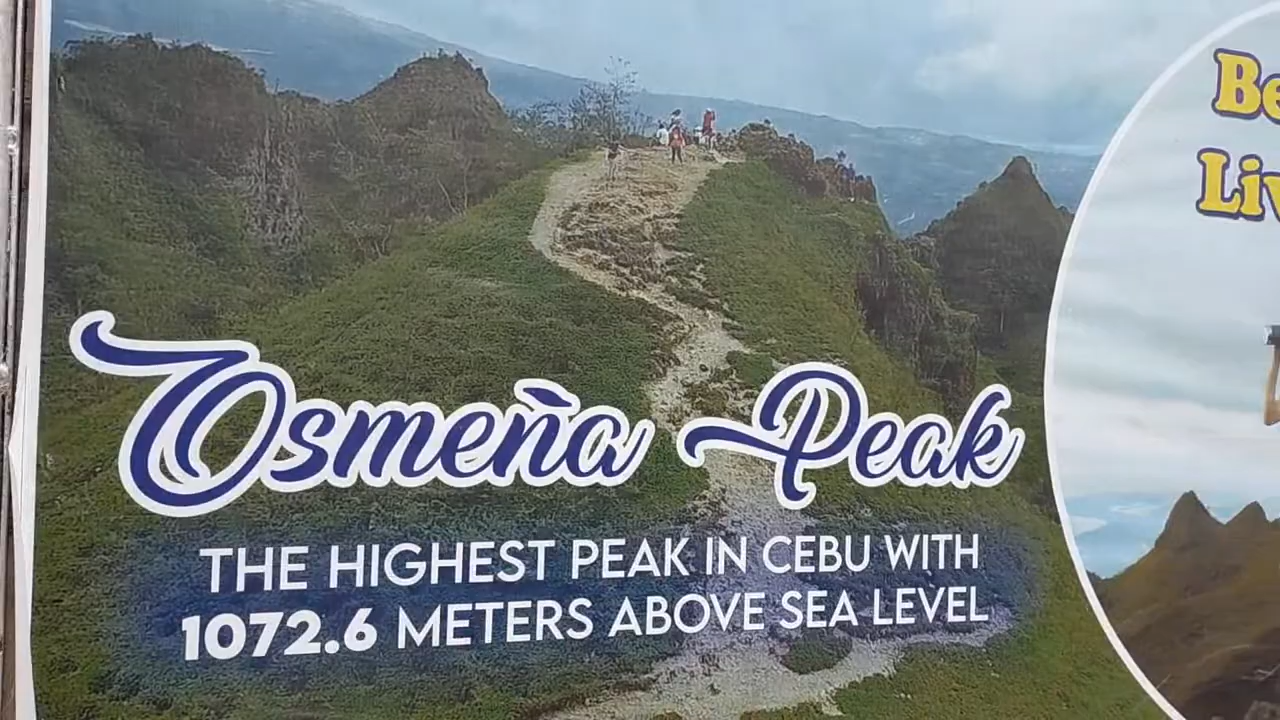 Osmeña Peak
THE HIGHEST PEAK IN CEBU WITH
1072.6 METERS ABOVE SEA LEVEL